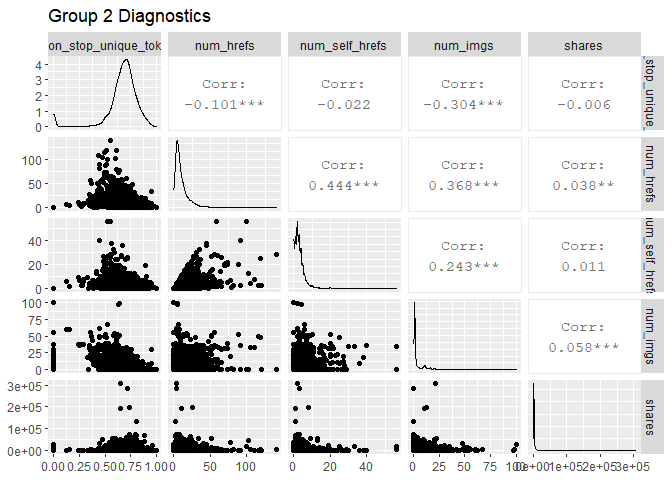 Group 2 Diagnostics
on_stop_unique_tok num_hrefs num_self_hrefs num_imgs shares
4
3
2
1
0
Corr:
-0.101***
Corr:
-0.022
Corr:
-0.304***
Corr:
-0.006
_stop_unique_
100
50
0
Corr:
0.444***
Corr:
0.368***
Corr:
0.038**
num_hrefs
40
20
0
Corr:
0.243***
Corr:
0.011
num_self_hrefs
100
75
50
25
0
Corr:
0.058***
num_imgs
3e+05
2e+05
1e+05
0e+00
shares
0.00 0.25 0.50 0.75 1.00
0 50 100
0 20 40
0 25 50 75 100
0e+00 1e+05 2e+05 3e+05